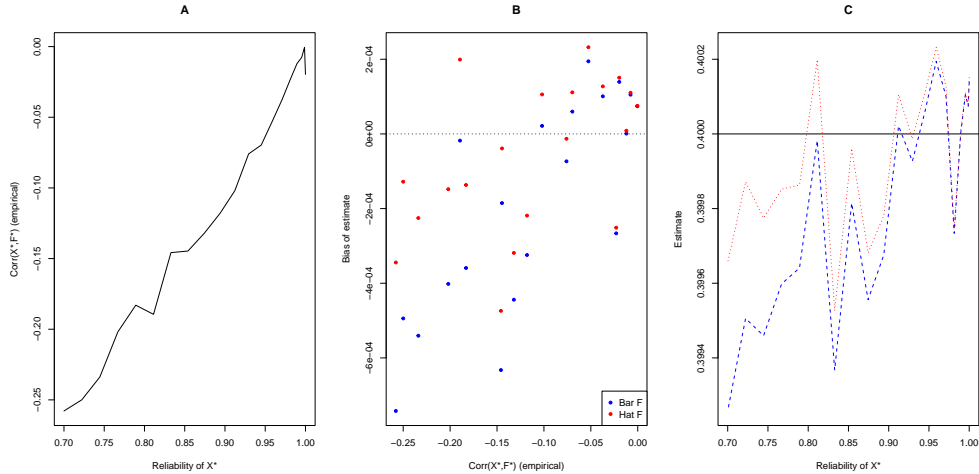 A
B
C
Corr(X*,F*) (empirical)
0.00
−0.05
−0.10
−0.15
−0.20
−0.25
0.70 0.75 0.80 0.85 0.90 0.95 1.00
Reliability of X*
Bias of estimate
2e−04
0e+00
−2e−04
−4e−04
−6e−04
−0.25 −0.20 −0.15 −0.10 −0.05 0.00
Corr(X*,F*) (empirical)
Bar F
Hat F
Estimate
0.4002
0.4000
0.3998
0.3996
0.3994
0.70 0.75 0.80 0.85 0.90 0.95 1.00
Reliability of X*